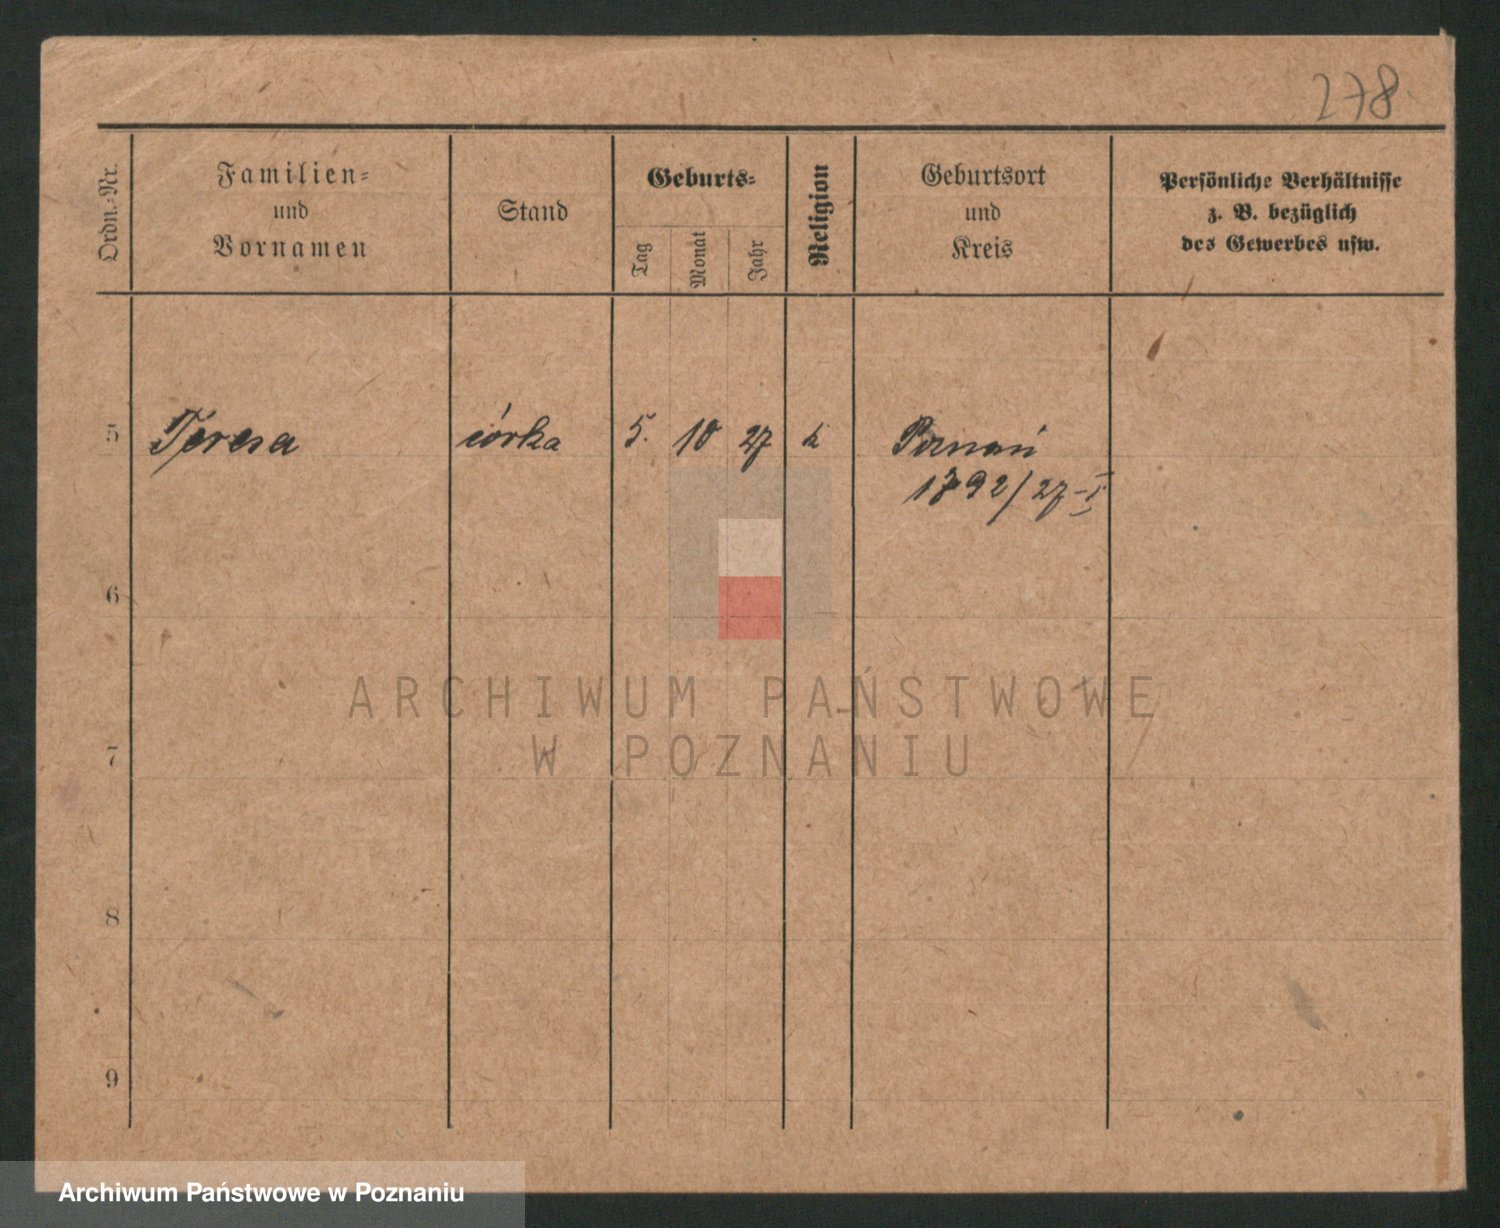 278
Ordn.-Nr.
Familien-
und
Vornamen
Stand
Geburts-
Tag
Monat
Jahr
Religion
Geburtsort
und
Kreis
Persönliche Verhältnisse
z. B. bezüglich
des Gewerbes usw.
5 Teresa córka 5. 10 27 k Poznań
1792/27-I
6
ARCHIWUM PAŃSTWOWE
W POZNANIU
7
8
9
Archiwum Państwowe w Poznaniu